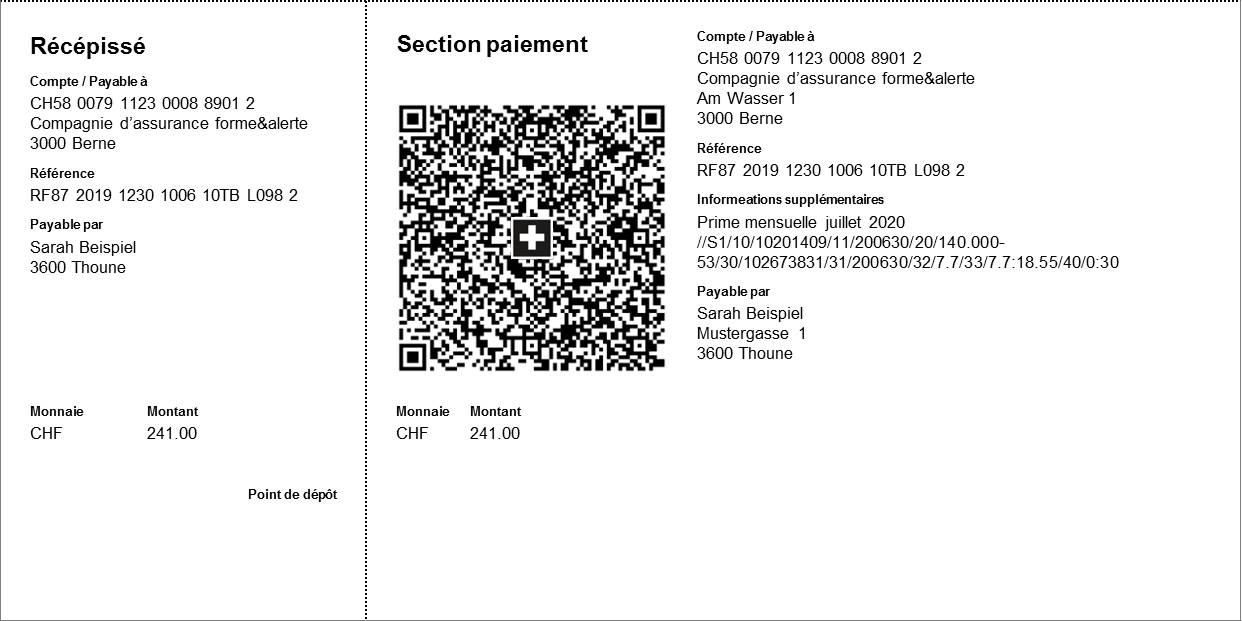 Récépissé
Compte / Payable à
CH58 0079 1123 0008 8901 2
Compagnie d’assurance forme&alerte
3000 Berne
Référence
RF87 2019 1230 1006 10TB L098 2
Payable par
Sarah Beispiel
3600 Thoune
Monnaie Montant
CHF 241.00
Point de dépôt
Section paiement
Monnaie Montant
CHF 241.00
Compte / Payable à
CH58 0079 1123 0008 8901 2
Compagnie d’assurance forme&alerte
Am Wasser 1
3000 Berne
Référence
RF87 2019 1230 1006 10TB L098 2
Informeations supplémentaires
Prime mensuelle juillet 2020
//S1/10/10201409/11/200630/20/140.000-
53/30/102673831/31/200630/32/7.7/33/7.7:18.55/40/0:30
Payable par
Sarah Beispiel
Mustergasse 1
3600 Thoune